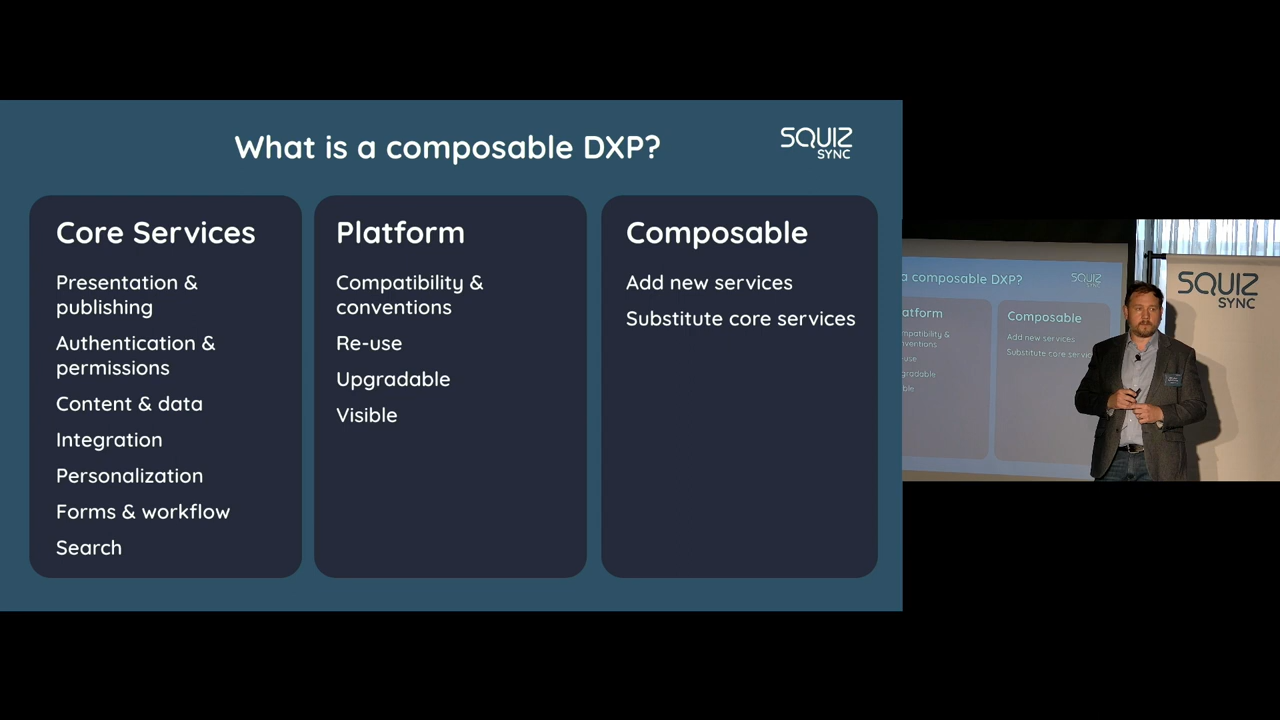 What is a composable DXP?
SQUIZ
SYNC
Core Services
Presentation &
publishing
Authentication &
permissions
Content & data
Integration
Personalization
Forms & workflow
Search
Platform
Compatibility &
conventions
Re-use
Upgradable
Visible
Composable
Add new services
Substitute core services
a composable DXP?
SQUIZ
SYNC
Composable
Add new services
Substitute core
SQUIZ
SYNC